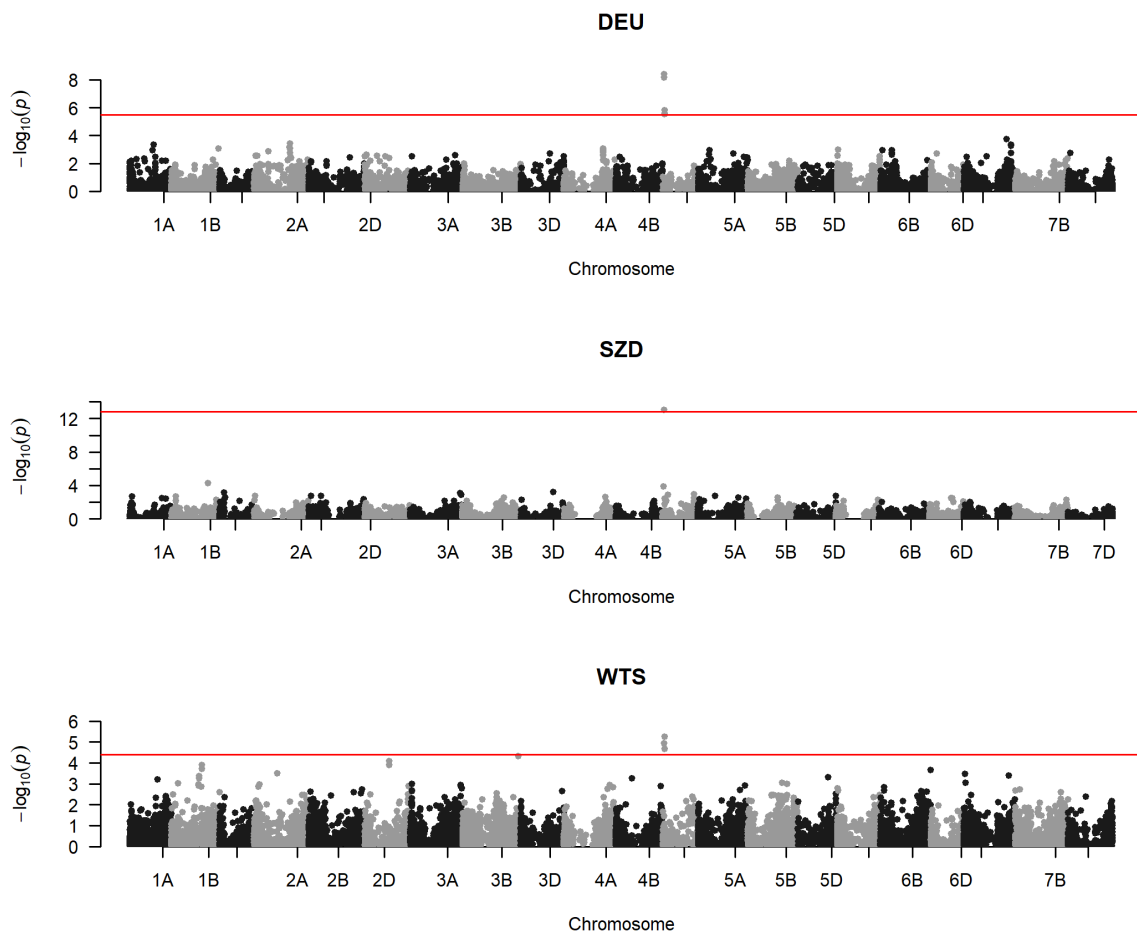 DEU
8
6
4
2
0
−log10(p)
1A 1B 2A 2D 3A 3B 3D 4A 4B 5A 5B 5D 6B 6D 7B
Chromosome
SZD
12
8
4
0
−log10(p)
1A 1B 2A 2D 3A 3B 3D 4A 4B 5A 5B 5D 6B 6D 7B 7D
Chromosome
WTS
6
5
4
3
2
1
0
−log10(p)
1A 1B 2A 2B 2D 3A 3B 3D 4A 4B 5A 5B 5D 6B 6D 7B
Chromosome